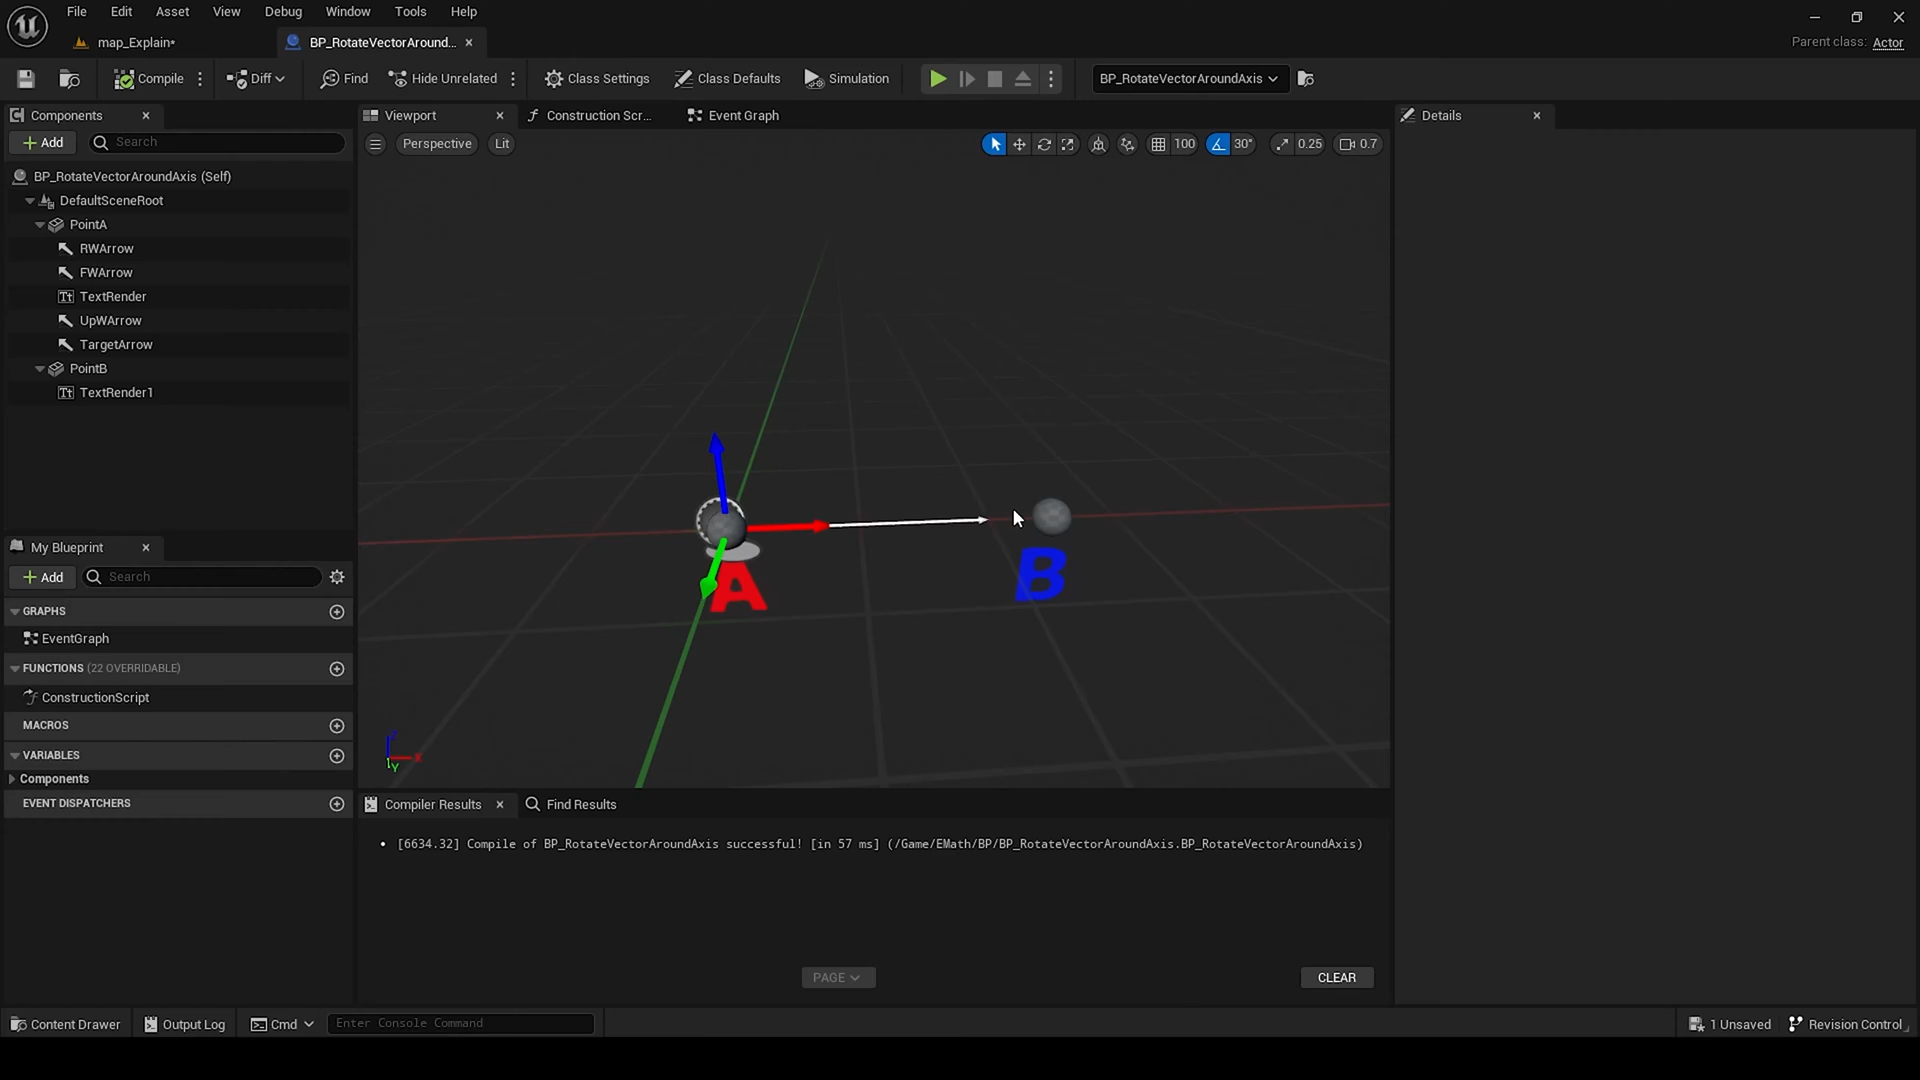 File Edit Asset View Debug Window Tools Help
map_Explain* BP_RotateVectorAround... Parent class: Actor
Compile Diff Find Hide Unrelated Class Settings Class Defaults Simulation BP_RotateVectorAroundAxis
Components Viewport Construction Scr... Event Graph Details
Add Search Perspective Lit 100 30° 0.25 0.7
BP_RotateVectorAroundAxis (Self)
DefaultSceneRoot
PointA
RWArrow
FWArrow
TextRender
UpWArrow
TargetArrow
PointB
TextRender1
A
B
My Blueprint
Add Search
GRAPHS
EventGraph
FUNCTIONS (22 OVERRIDABLE)
ConstructionScript
MACROS
VARIABLES
Components
EVENT DISPATCHERS
Z
X
Y
Compiler Results Find Results
[6634.32] Compile of BP_RotateVectorAroundAxis successful! [in 57 ms] (/Game/EMath/BP/BP_RotateVectorAroundAxis.BP_RotateVectorAroundAxis)
PAGE CLEAR
Content Drawer Output Log Cmd Enter Console Command 1 Unsaved Revision Control